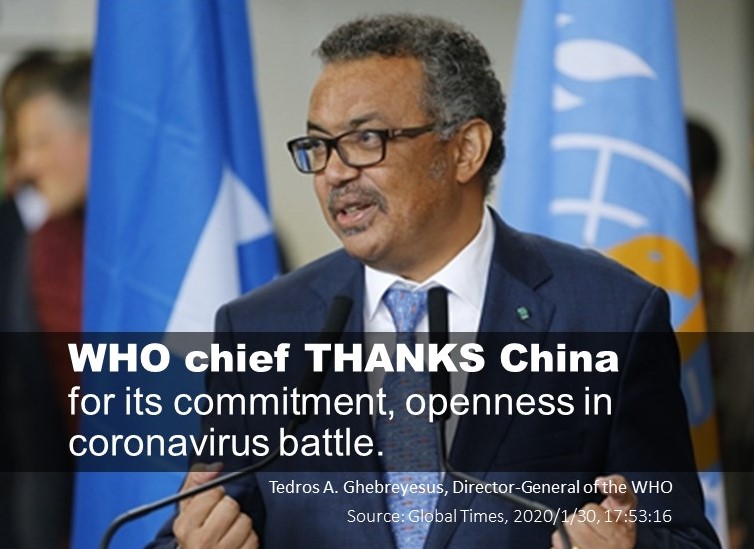 WHO chief THANKS China
for its commitment, openness in
coronavirus battle.
Tedros A. Ghebreyesus, Director-General of the WHO
Source: Global Times, 2020/1/30, 17:53:16